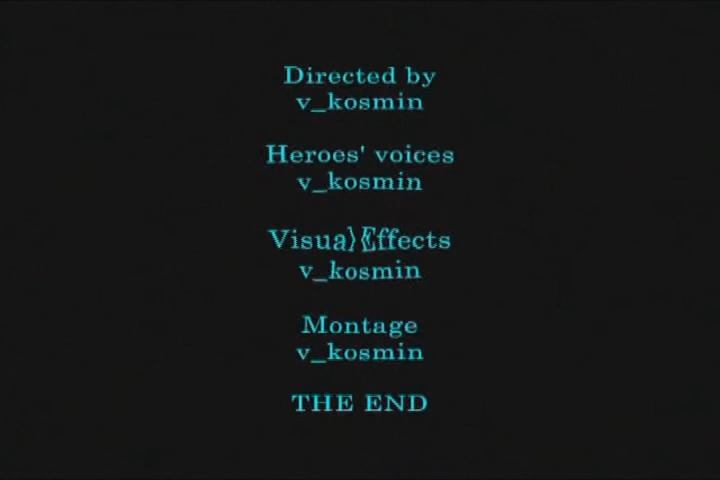 Directed by
v_kosmin
Heroes' voices
v_kosmin
Visual Effects
v_kosmin
Montage
v_kosmin
THE END